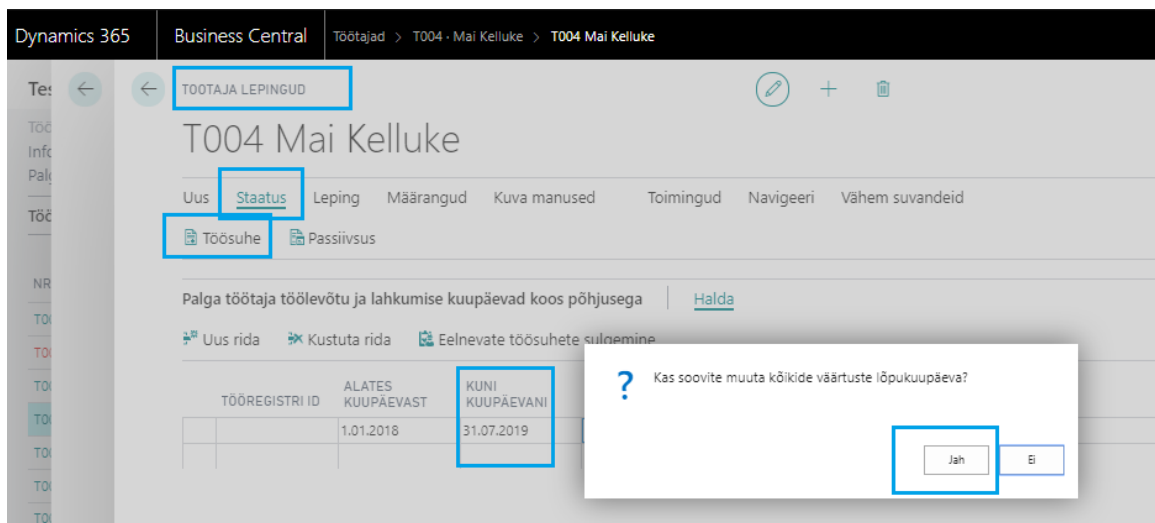 Dynamics 365 Business Central Töötajad > T004 · Mai Kelluke > T004 Mai Kelluke
TÖÖTAJA LEPINGUD
T004 Mai Kelluke
Uus Staatus Leping Määrangud Kuva manused Toimingud Navigeeri Vähem suvandeid
Töösuhe Passiivsus
Palga töötaja töölevõtu ja lahkumise kuupäevad koos põhjusega Halda
Uus rida Kustuta rida Eelnevate töösuhete sulgemine
TÖÖREGISTRI ID ALATES KUUPÄEVAST KUNI KUUPÄEVANI
1.01.2018 31.07.2019
Kas soovite muuta kõikide väärtuste lõpukuupäeva?
Jah Ei
NR